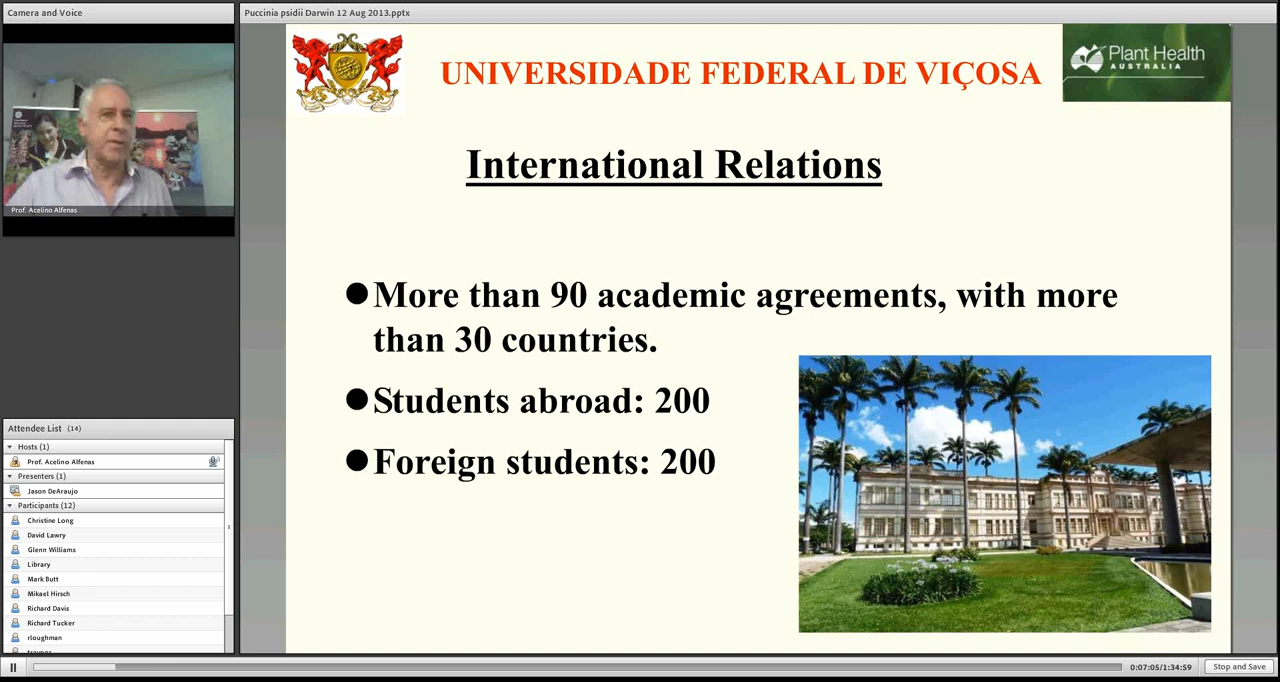 Camera and Voice
Prof. Acelino Alfenas
Attendee List (14)
Hosts (1)
Prof. Acelino Alfenas
Presenters (1)
Jason DeAraujo
Participants (12)
Christine Long
David Lawry
Glenn Williams
Library
Mark Butt
Mikael Hirsch
Richard Davis
Richard Tucker
rloughman
Puccinia psidii Darwin 12 Aug 2013.pptx
UNIVERSIDADE FEDERAL DE VIÇOSA
Plant Health
AUSTRALIA
International Relations
More than 90 academic agreements, with more
than 30 countries.
Students abroad: 200
Foreign students: 200
0:07:05/1:34:59
Stop and Save